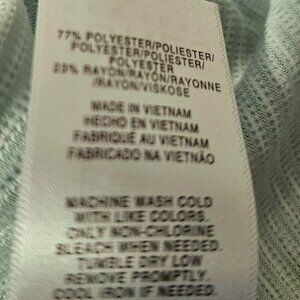 77% POLYESTER/POLIESTER/
POLYESTER/POLIESTER/
POLYESTER
23% RAYON/RAYON/RAYONNE
/RAYON/VISKOSE
MADE IN VIETNAM
HECHO EN VIETNAM
FABRIQUÉ AU VIETNAM
FABRICADO NA VIETNÃO
MACHINE WASH COLD
WITH LIKE COLORS.
ONLY NON-CHLORINE
BLEACH WHEN NEEDED.
TUMBLE DRY LOW
REMOVE PROMPTLY.
COOL IRON IF NEEDED.